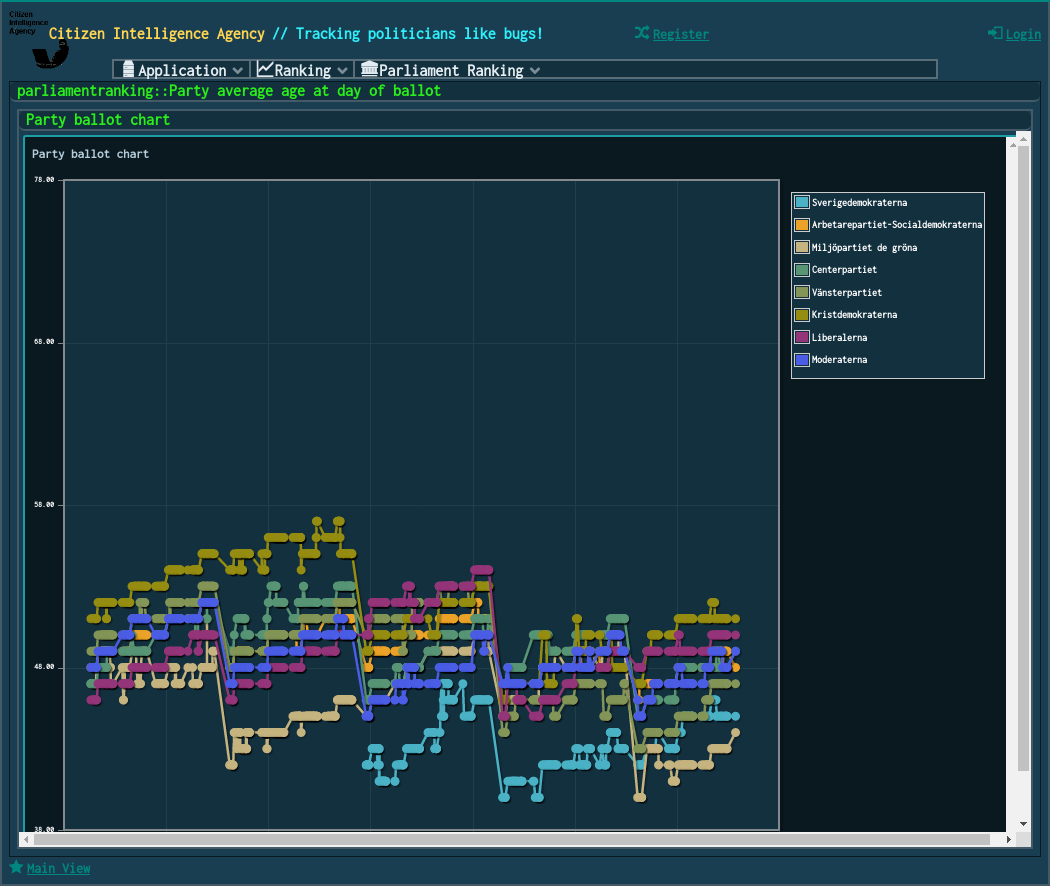 Citizen
Intelligence
Agency
Citizen Intelligence Agency // Tracking politicians like bugs!
Register
Login
Application
Ranking
Parliament Ranking
parliamentranking::Party average age at day of ballot
Party ballot chart
Party ballot chart
78.00
68.00
58.00
48.00
38.00
Sverigedemokraterna
Arbetarepartiet-Socialdemokraterna
Miljöpartiet de gröna
Centerpartiet
Vänsterpartiet
Kristdemokraterna
Liberalerna
Moderaterna
Main View